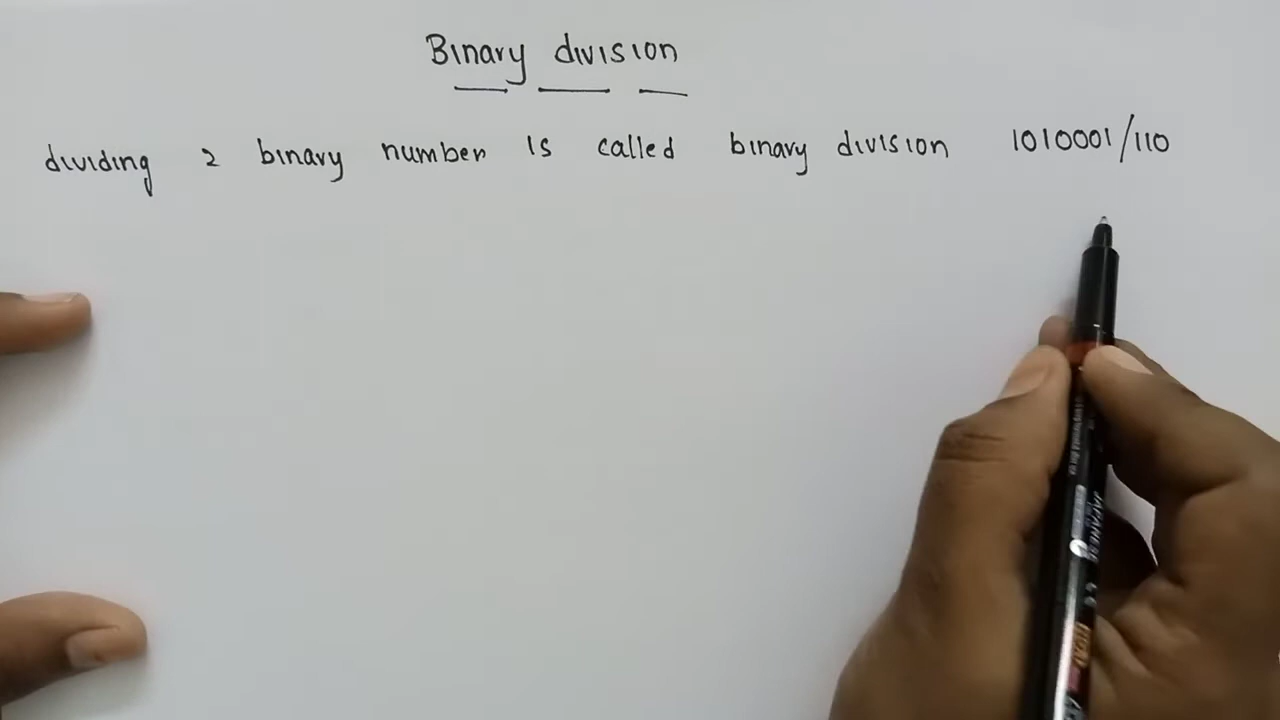 Binary division
dividing 2 binary number is called binary division 1010001/110